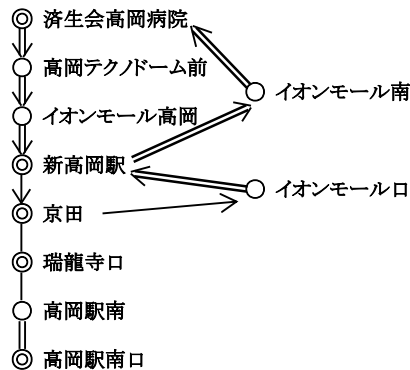 済生会高岡病院
高岡テクノドーム前
イオンモール高岡
新高岡駅
京田
瑞龍寺口
高岡駅南
高岡駅南口
イオンモール南
イオンモール口